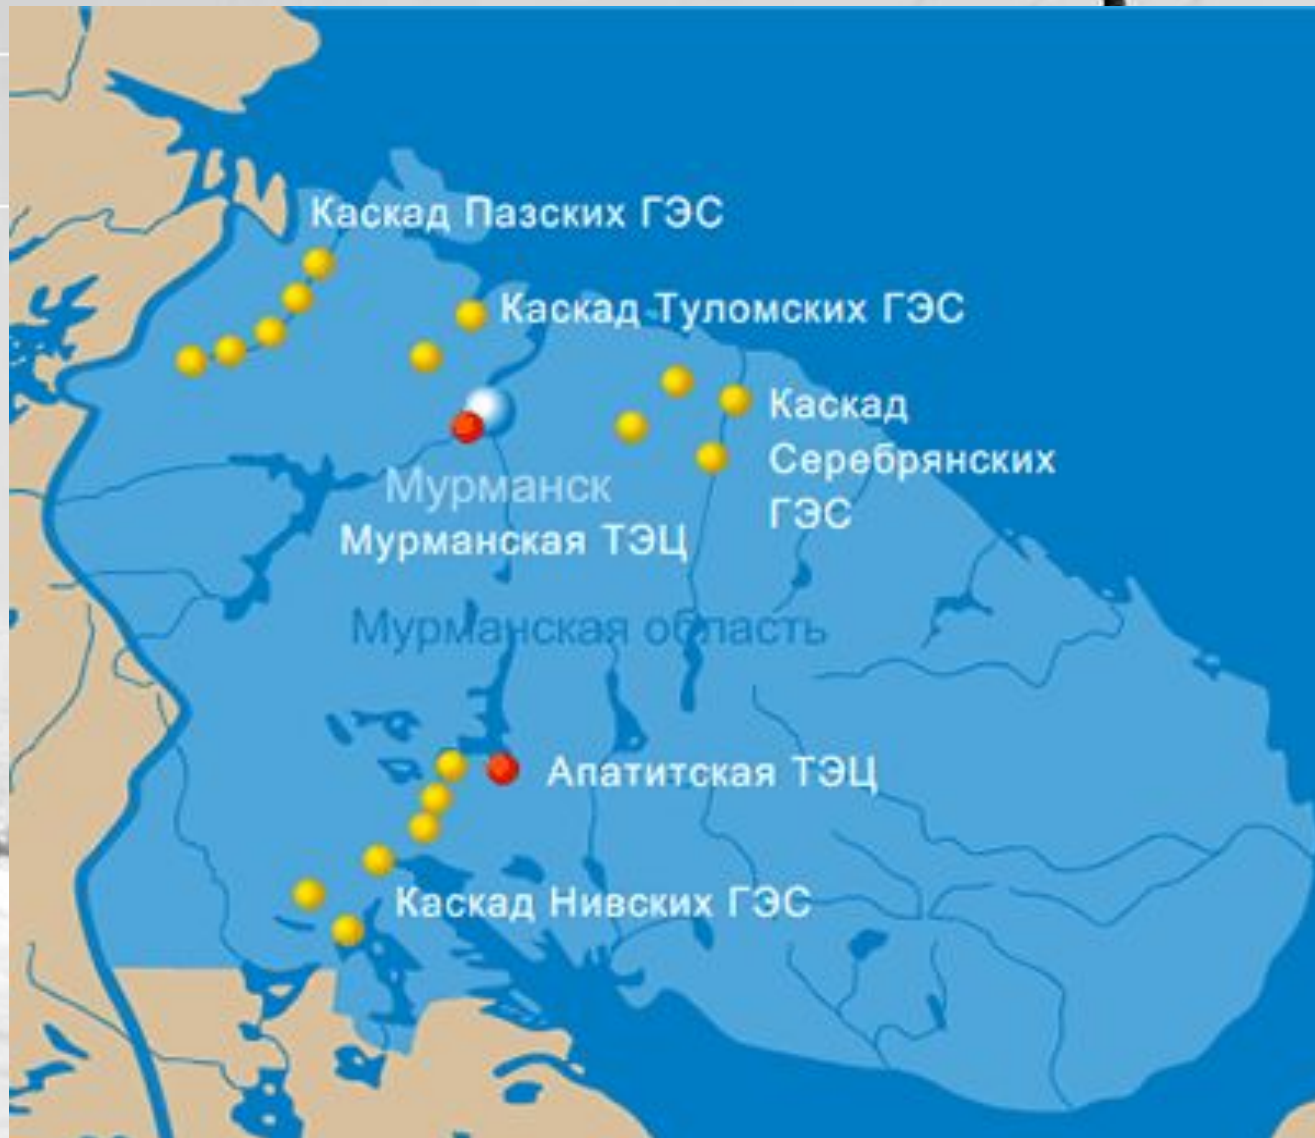 Каскад Пазских ГЭС
Каскад Туломских ГЭС
Каскад
Серебрянских
ГЭС
Мурманск
Мурманская ТЭЦ
Мурманская область
Апатитская ТЭЦ
Каскад Нивских ГЭС